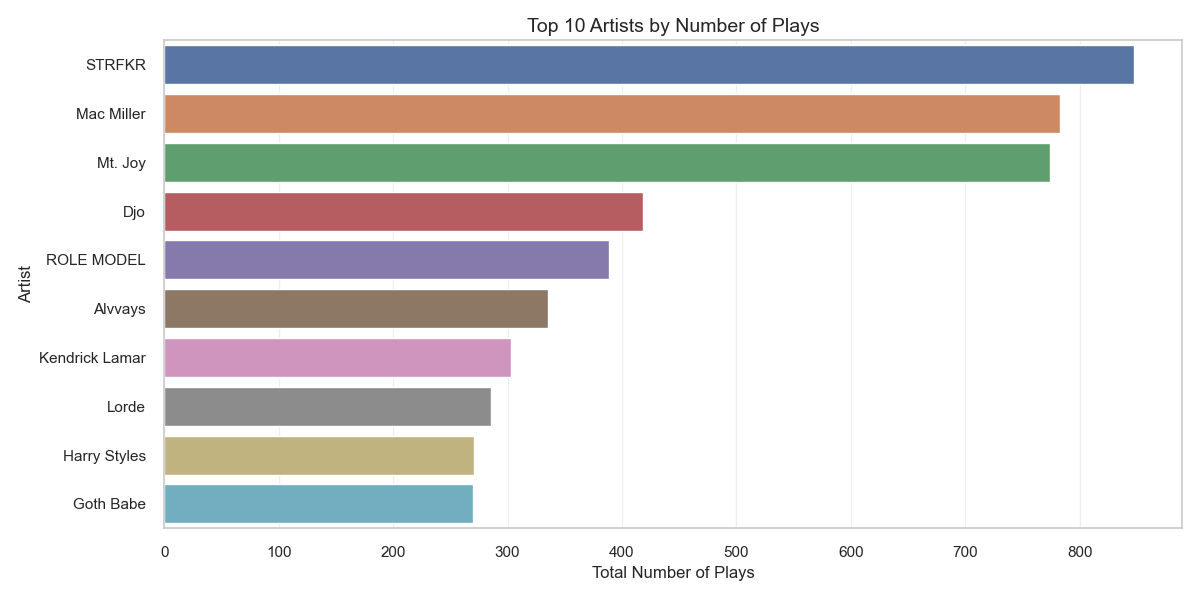 Top 10 Artists by Number of Plays
Artist
STRFKR
Mac Miller
Mt. Joy
Djo
ROLE MODEL
Alvvays
Kendrick Lamar
Lorde
Harry Styles
Goth Babe
0 100 200 300 400 500 600 700 800
Total Number of Plays